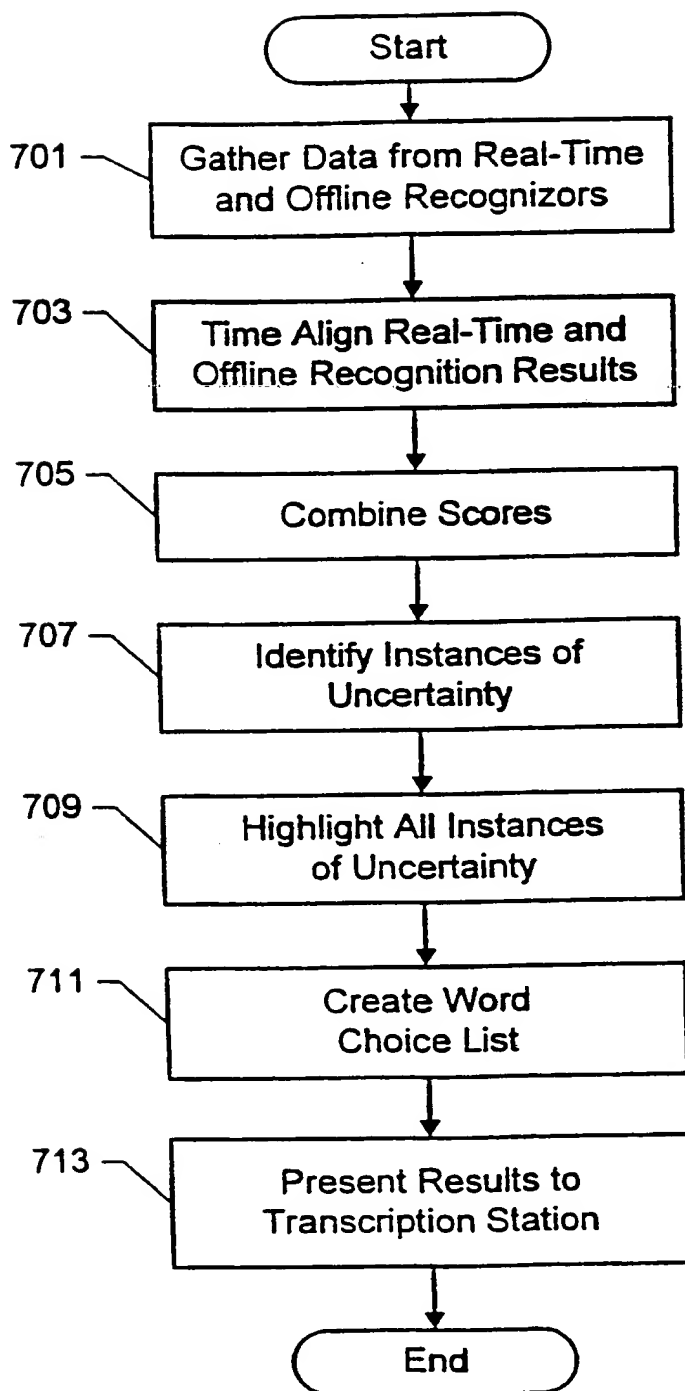 Start
701
Gather Data from Real-Time
and Offline Recognizors
703
Time Align Real-Time and
Offline Recognition Results
705
Combine Scores
707
Identify Instances of
Uncertainty
709
Highlight All Instances
of Uncertainty
711
Create Word
Choice List
713
Present Results to
Transcription Station
End